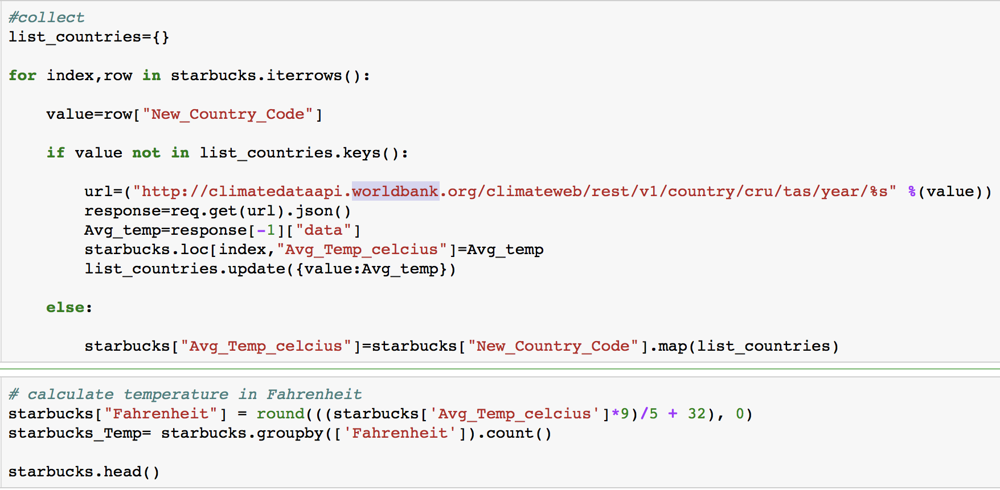 #collect
list_countries={}
for index,row in starbucks.iterrows():
    value=row["New_Country_Code"]
    if value not in list_countries.keys():
        url=("http://climatedataapi.worldbank.org/climateweb/rest/v1/country/cru/tas/year/%s" %(value))
        response=req.get(url).json()
        Avg_temp=response[-1]["data"]
        starbucks.loc[index,"Avg_Temp_celcius"]=Avg_temp
        list_countries.update({value:Avg_temp})
    else:
        starbucks["Avg_Temp_celcius"]=starbucks["New_Country_Code"].map(list_countries)
# calculate temperature in Fahrenheit
starbucks["Fahrenheit"] = round(((starbucks['Avg_Temp_celcius']*9)/5 + 32), 0)
starbucks_Temp= starbucks.groupby(['Fahrenheit']).count()
starbucks.head()